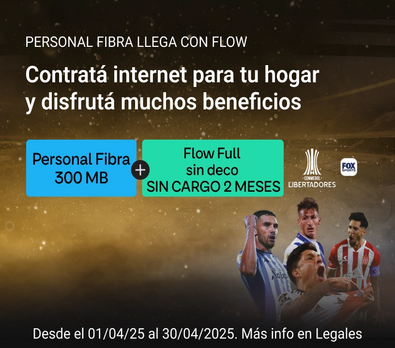 PERSONAL FIBRA LLEGA CON FLOW
Contratá internet para tu hogar
y disfrutá muchos beneficios
Personal Fibra
300 MB
+
Flow Full
sin deco
SIN CARGO 2 MESES
CONMEBOL
LIBERTADORES
FOX
SPORTS
Desde el 01/04/25 al 30/04/2025. Más info en Legales